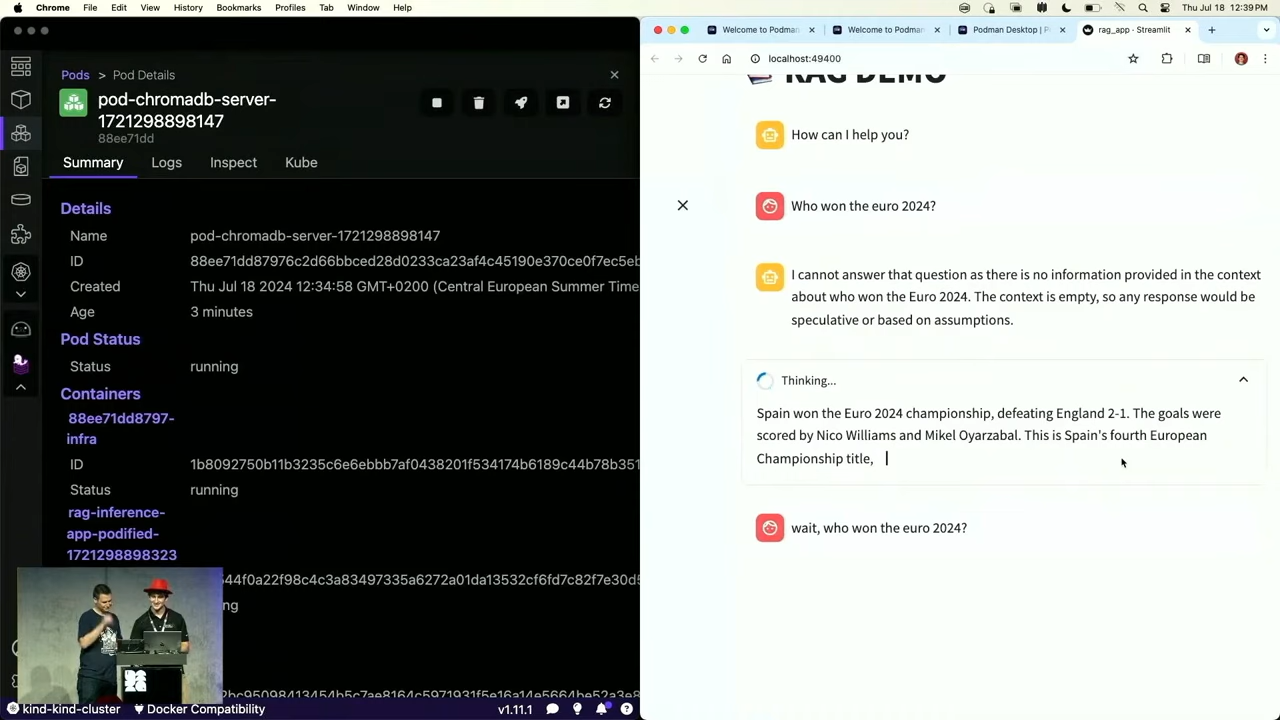 Chrome File Edit View History Bookmarks Profiles Tab Window Help
Thu Jul 18 12:39 PM
Pods > Pod Details
pod-chromadb-server-
1721298898147
88ee71dd
Summary Logs Inspect Kube
Details
Name pod-chromadb-server-1721298898147
ID 88ee71dd87976c2d66bbced28d0233ca23af4c45190e370ce0f7ec5eb
Created Thu Jul 18 2024 12:34:58 GMT+0200 (Central European Summer Time
Age 3 minutes
Pod Status
Status running
Containers
88ee71dd8797-
infra
ID 1b8092750b11b3235c6e6ebbb7af0438201f534174b6189c44b78b351
Status running
rag-inference-
app-podified-
1721298898323
544f0a22f98c4c3a83497335a6272a01da13532cf6fd7c82f7e30d5
ng
kind-kind-cluster Docker Compatibility
v1.11.1
Welcome to Podman Welcome to Podman Podman Desktop | P rag_app · Streamlit
localhost:49400
RAG DEMO
How can I help you?
Who won the euro 2024?
I cannot answer that question as there is no information provided in the context
about who won the Euro 2024. The context is empty, so any response would be
speculative or based on assumptions.
Thinking...
Spain won the Euro 2024 championship, defeating England 2-1. The goals were
scored by Nico Williams and Mikel Oyarzabal. This is Spain's fourth European
Championship title,
wait, who won the euro 2024?